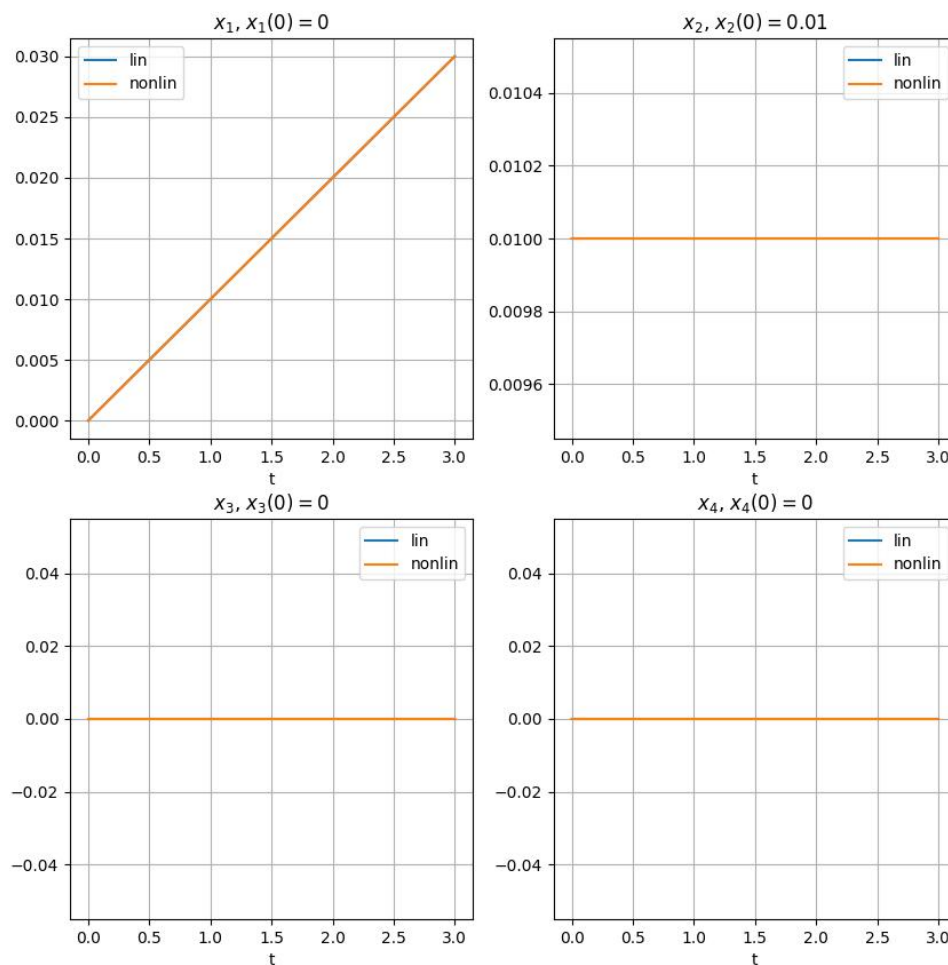 x₁, x₁(0) = 0
lin
nonlin
0.030
0.025
0.020
0.015
0.010
0.005
0.000
0.0 0.5 1.0 1.5 2.0 2.5 3.0
t
x₂, x₂(0) = 0.01
lin
nonlin
0.0104
0.0102
0.0100
0.0098
0.0096
0.0 0.5 1.0 1.5 2.0 2.5 3.0
t
x₃, x₃(0) = 0
lin
nonlin
0.04
0.02
0.00
−0.02
−0.04
0.0 0.5 1.0 1.5 2.0 2.5 3.0
t
x₄, x₄(0) = 0
lin
nonlin
0.04
0.02
0.00
−0.02
−0.04
0.0 0.5 1.0 1.5 2.0 2.5 3.0
t